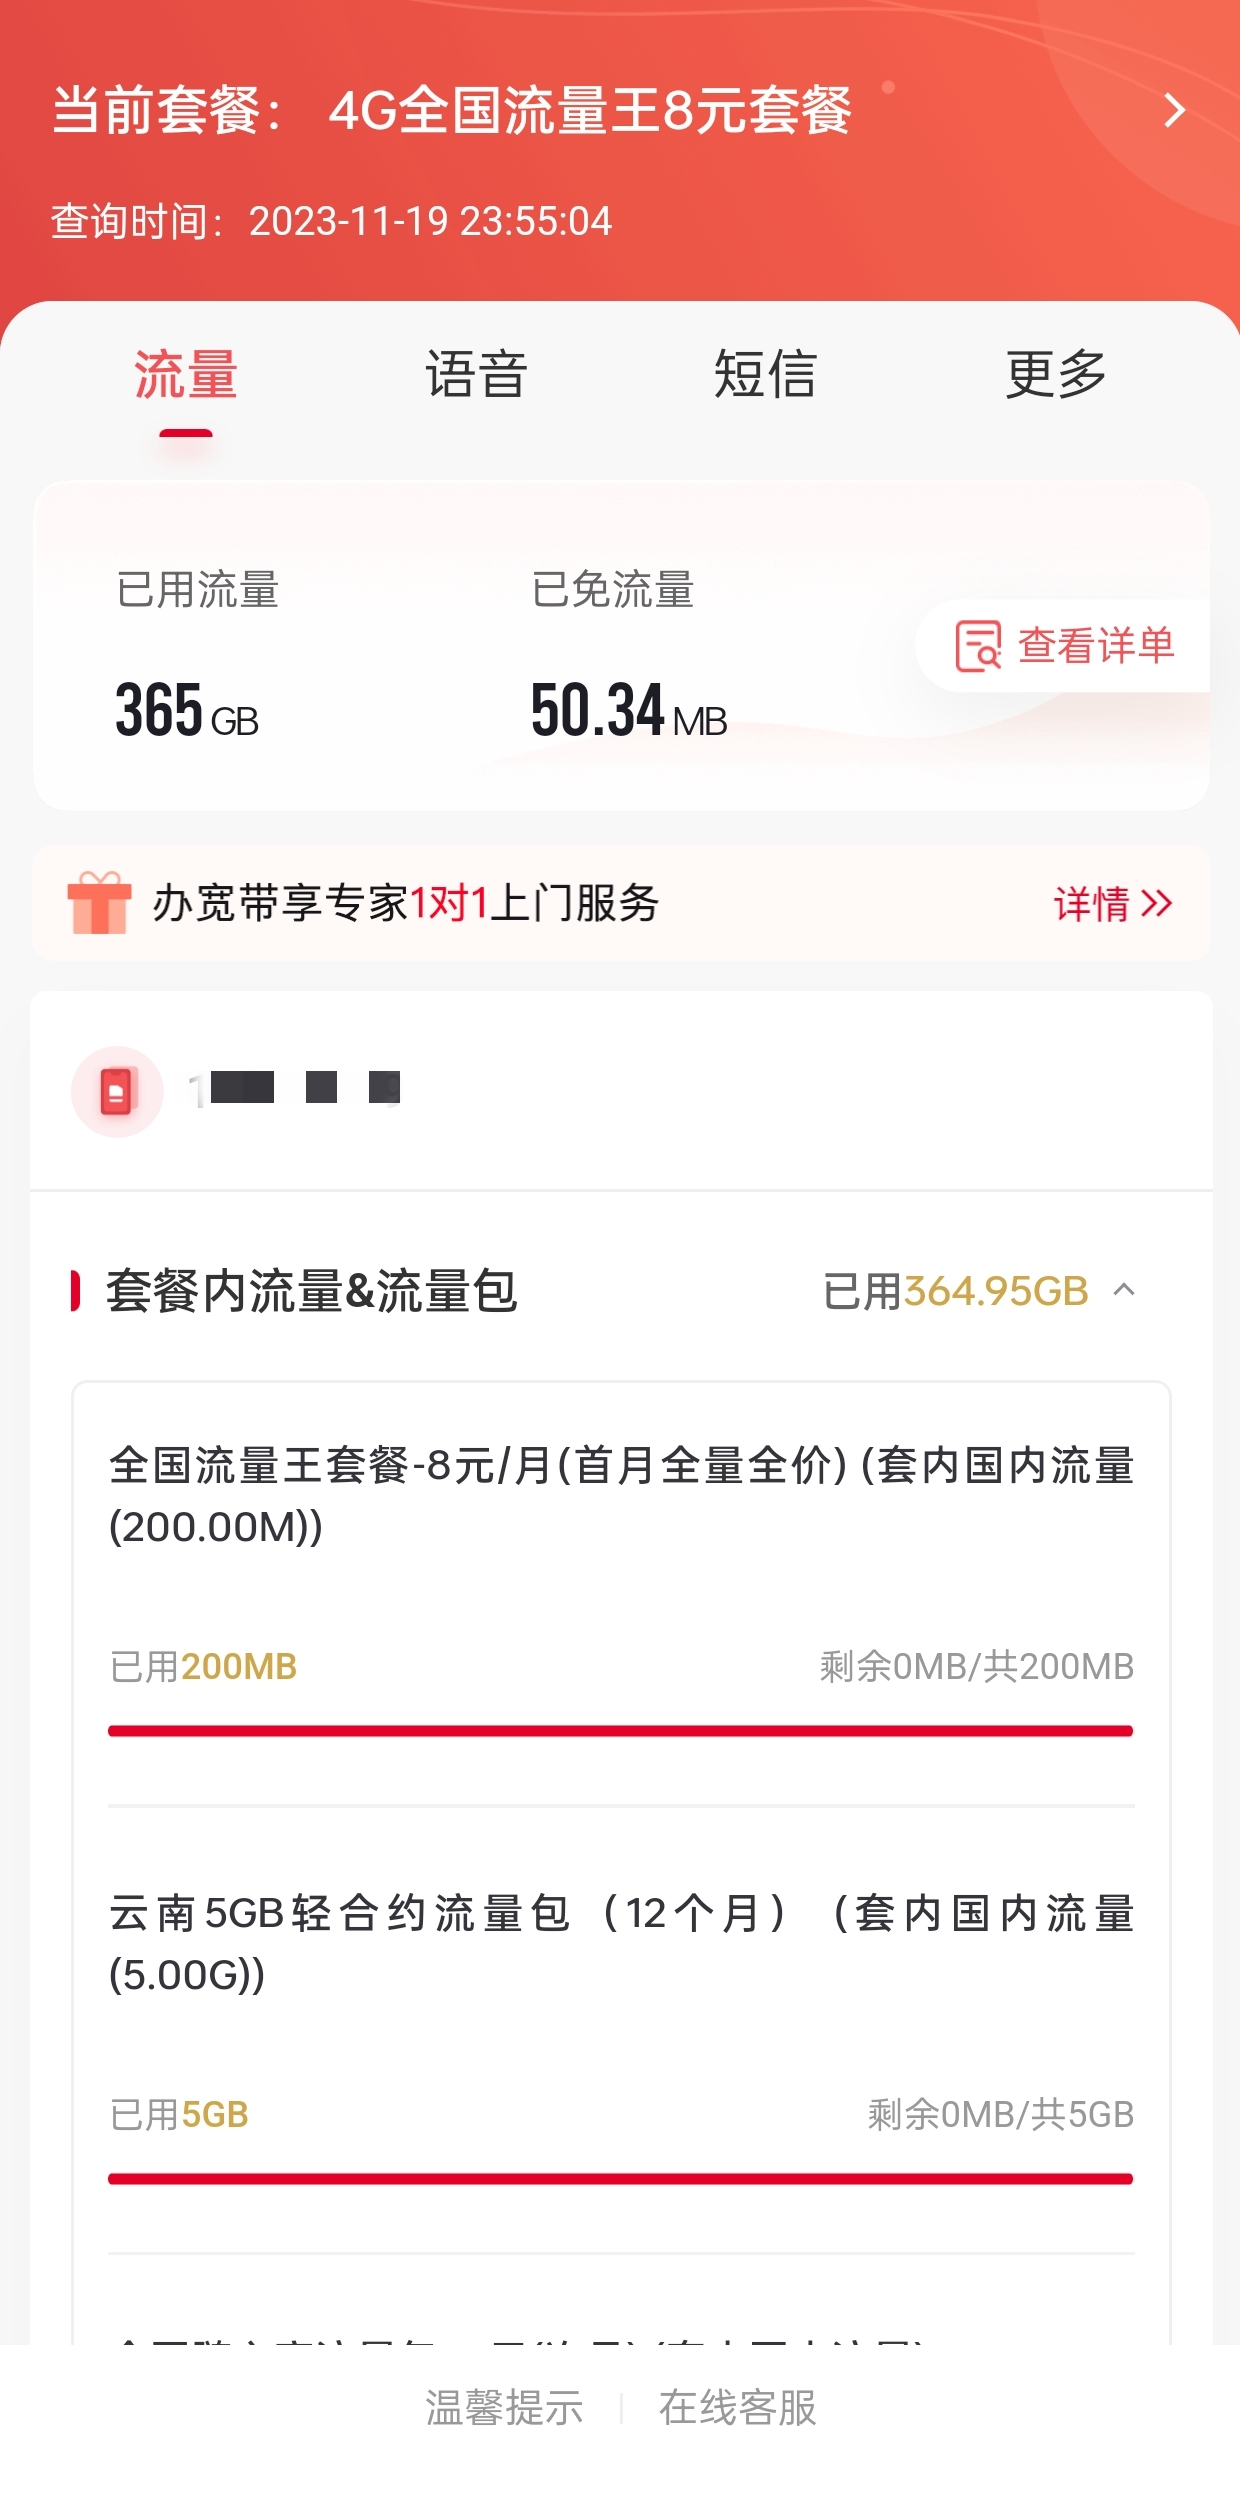 当前套餐： 4G全国流量王8元套餐
查询时间： 2023-11-19 23:55:04
流量 语音 短信 更多
已用流量 已免流量
查看详单
365 GB 50.34 MB
办宽带享专家1对1上门服务 详情
套餐内流量&流量包 已用364.95GB
全国流量王套餐-8元/月(首月全量全价) (套内国内流量
(200.00M))
已用200MB 剩余0MB/共200MB
云南5GB轻合约流量包（12个月）（套内国内流量
(5.00G))
已用5GB 剩余0MB/共5GB
温馨提示 在线客服